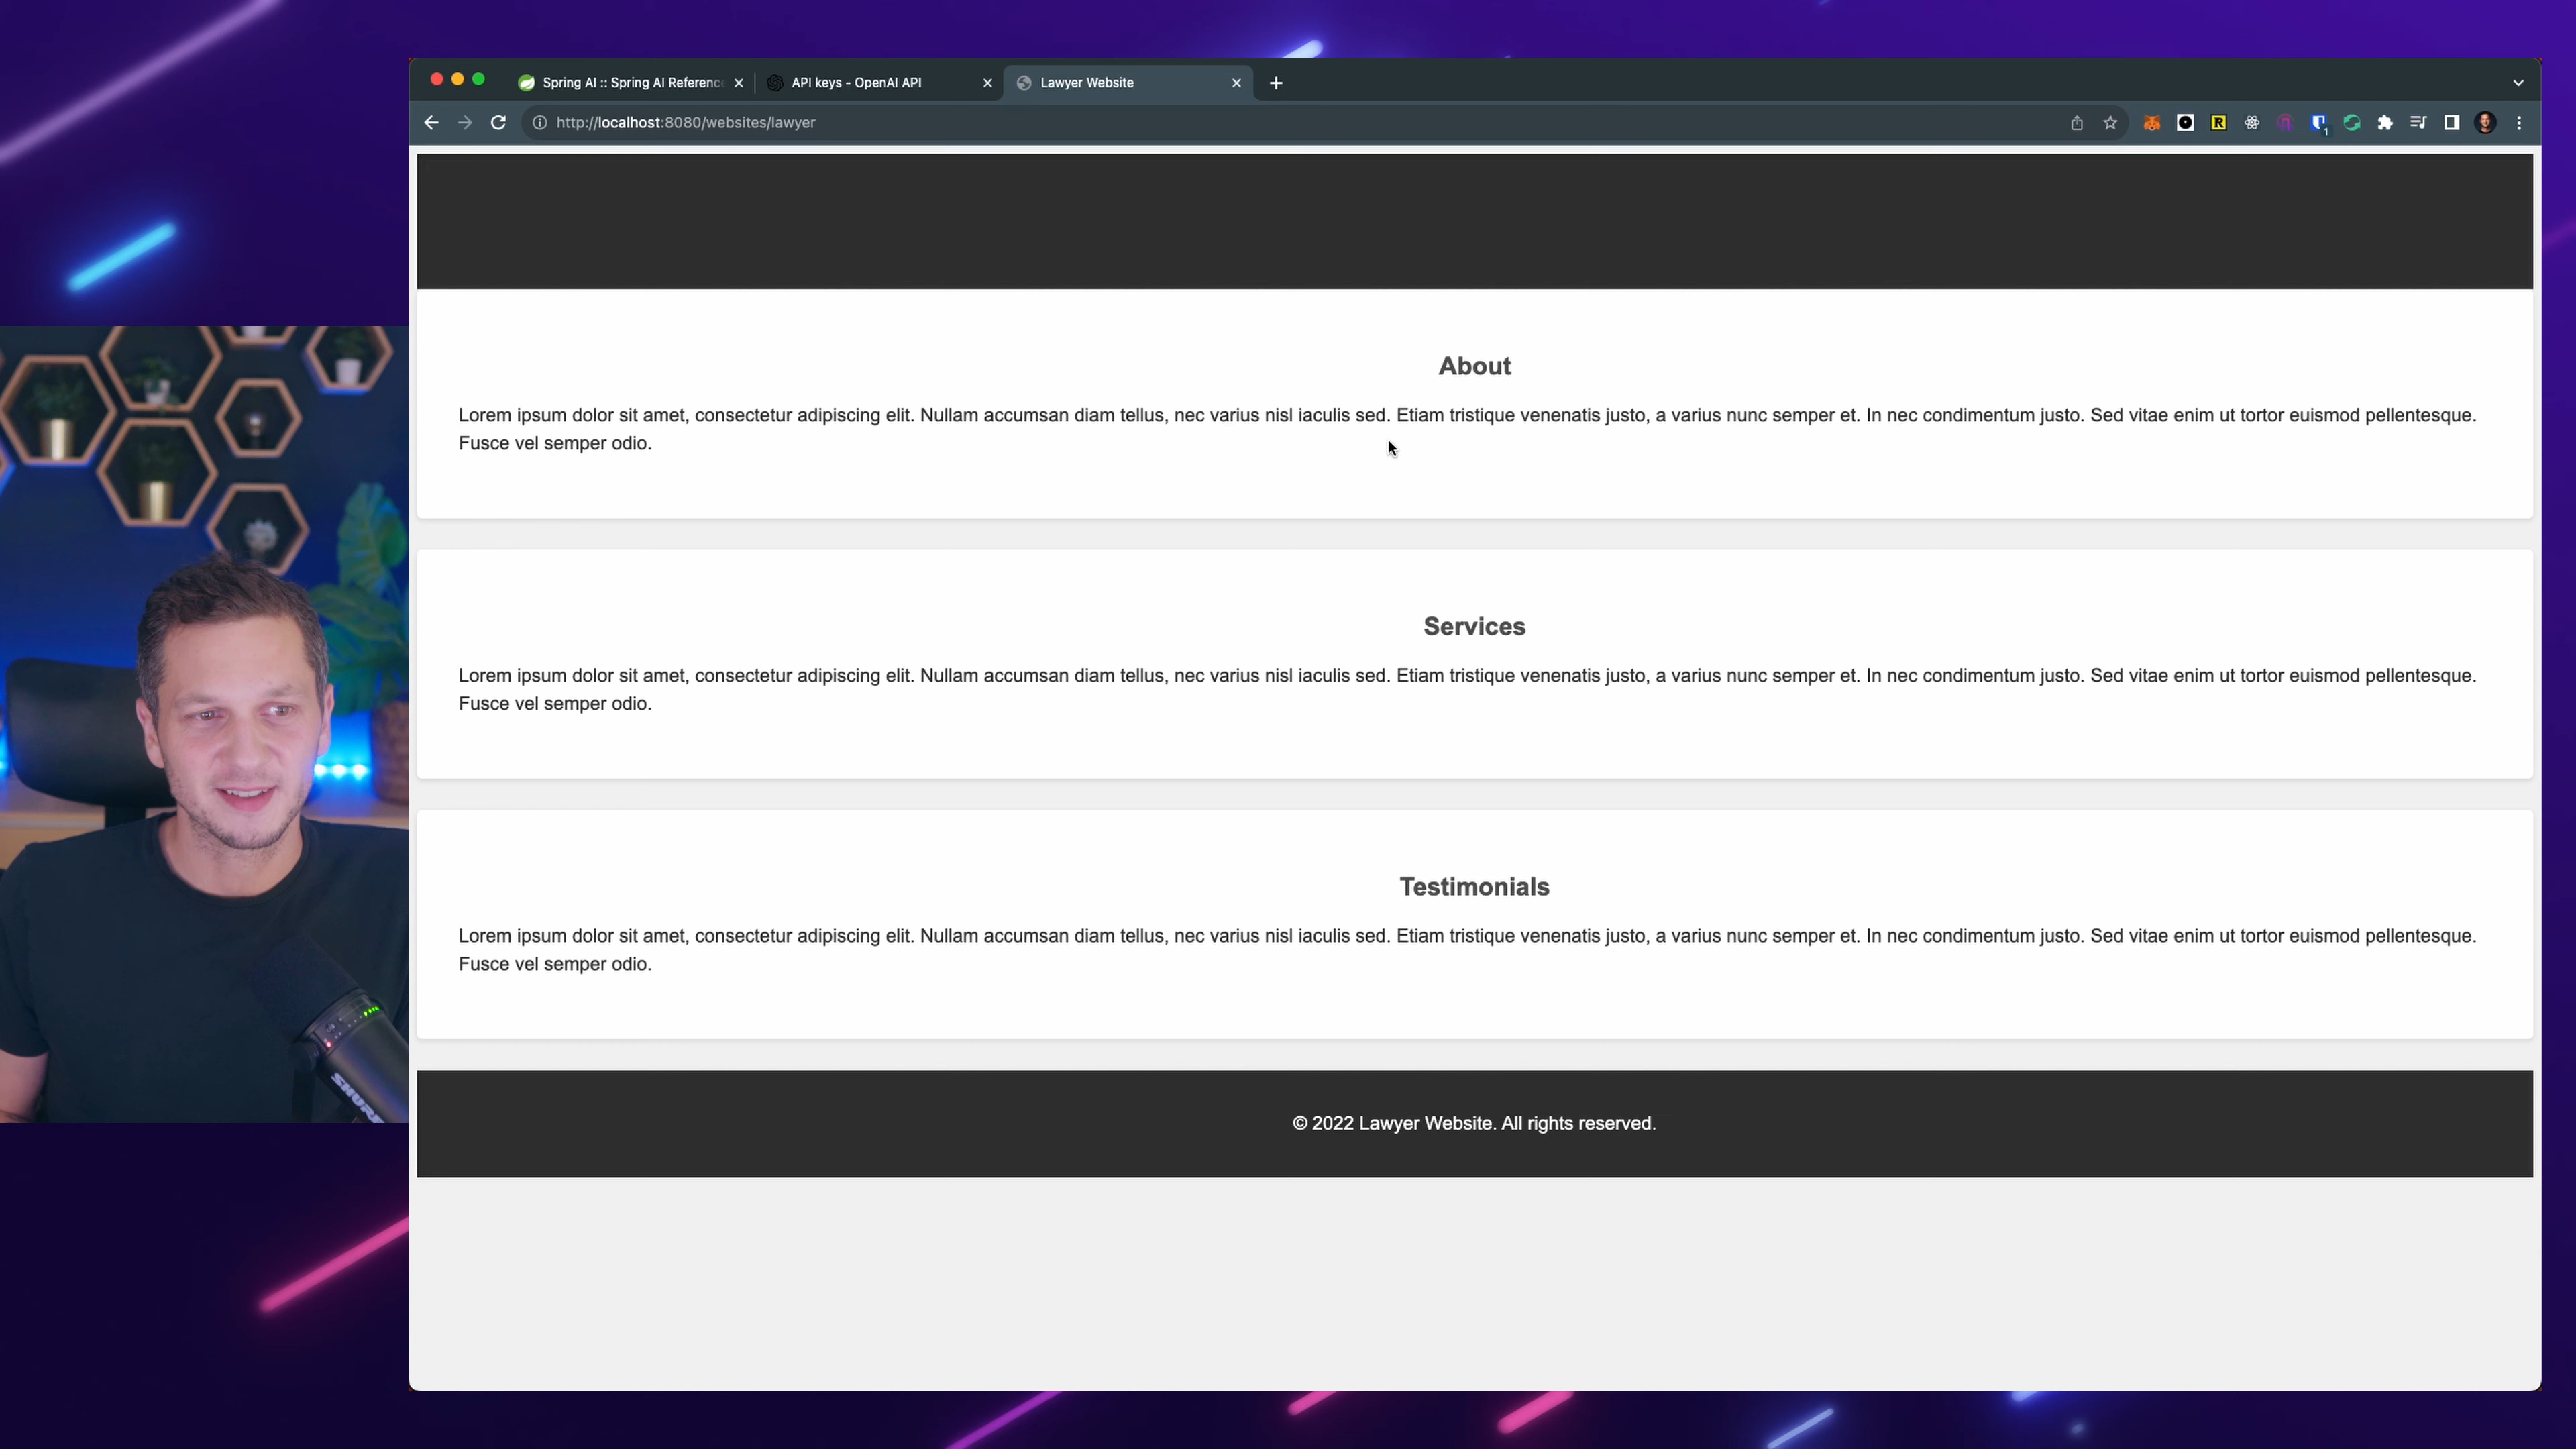 Spring AI :: Spring AI Reference
API keys - OpenAI API
Lawyer Website
http://localhost:8080/websites/lawyer
R
1
About
Lorem ipsum dolor sit amet, consectetur adipiscing elit. Nullam accumsan diam tellus, nec varius nisl iaculis sed. Etiam tristique venenatis justo, a varius nunc semper et. In nec condimentum justo. Sed vitae enim ut tortor euismod pellentesque.
Fusce vel semper odio.
Services
Lorem ipsum dolor sit amet, consectetur adipiscing elit. Nullam accumsan diam tellus, nec varius nisl iaculis sed. Etiam tristique venenatis justo, a varius nunc semper et. In nec condimentum justo. Sed vitae enim ut tortor euismod pellentesque.
Fusce vel semper odio.
Testimonials
Lorem ipsum dolor sit amet, consectetur adipiscing elit. Nullam accumsan diam tellus, nec varius nisl iaculis sed. Etiam tristique venenatis justo, a varius nunc semper et. In nec condimentum justo. Sed vitae enim ut tortor euismod pellentesque.
Fusce vel semper odio.
SHURE
© 2022 Lawyer Website. All rights reserved.